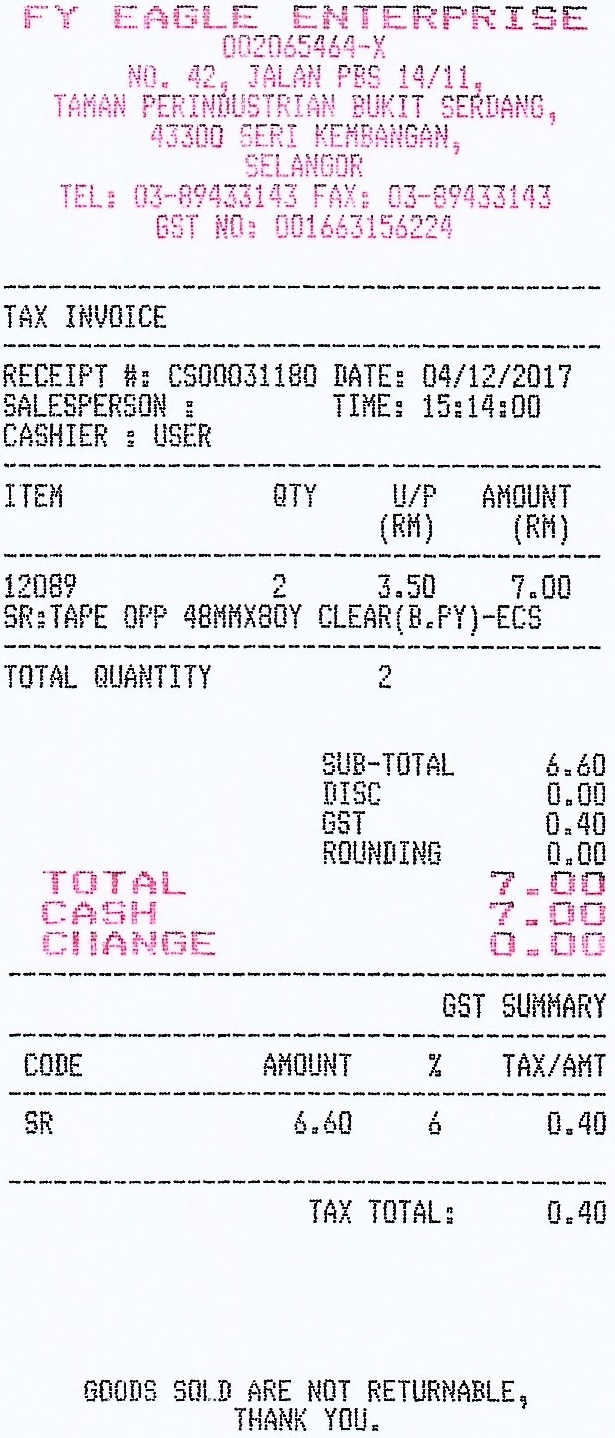 FY EAGLE ENTERPRISE
002065464-X
NO. 42, JALAN PBS 14/11,
TAMAN PERINDUSTRIAN BUKIT SERDANG,
43300 SERI KEMBANGAN,
SELANGOR
TEL: 03-89433143 FAX: 03-89433143
GST NO: 001663156224
TAX INVOICE
RECEIPT #: CS00031180 DATE: 04/12/2017
SALESPERSON : TIME: 15:14:00
CASHIER : USER
ITEM QTY U/P AMOUNT
(RM) (RM)
12089 2 3.50 7.00
SR:TAPE OPP 48MMX80Y CLEAR(B.PY)-ECS
TOTAL QUANTITY 2
SUB-TOTAL 6.60
DISC 0.00
GST 0.40
ROUNDING 0.00
TOTAL 7.00
CASH 7.00
CHANGE 0.00
GST SUMMARY
CODE AMOUNT % TAX/AMT
SR 6.60 6 0.40
TAX TOTAL: 0.40
GOODS SOLD ARE NOT RETURNABLE,
THANK YOU.